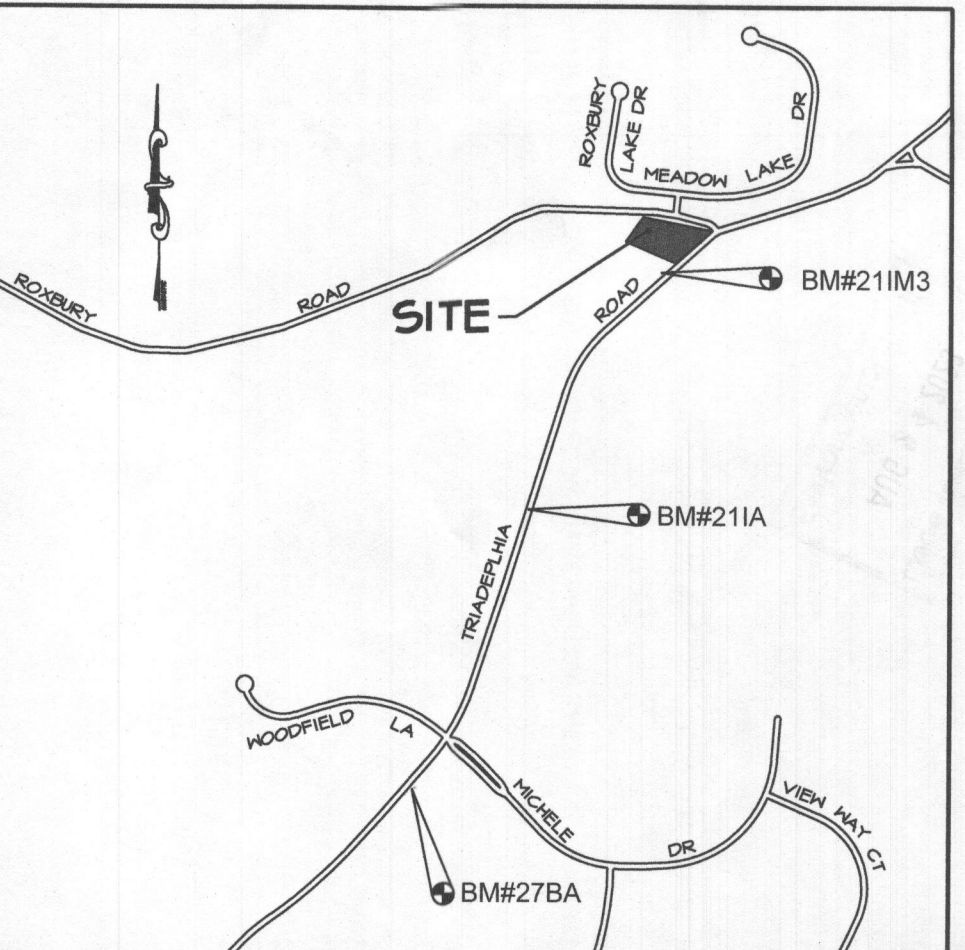 ROXBURY
LAKE DR
MEADOW LAKE DR
ROXBURY ROAD
SITE
ROAD
BM#21IM3
BM#21IA
TRIADEPLHIA
WOODFIELD LA
MICHELE DR
VIEW WAY CT
BM#27BA